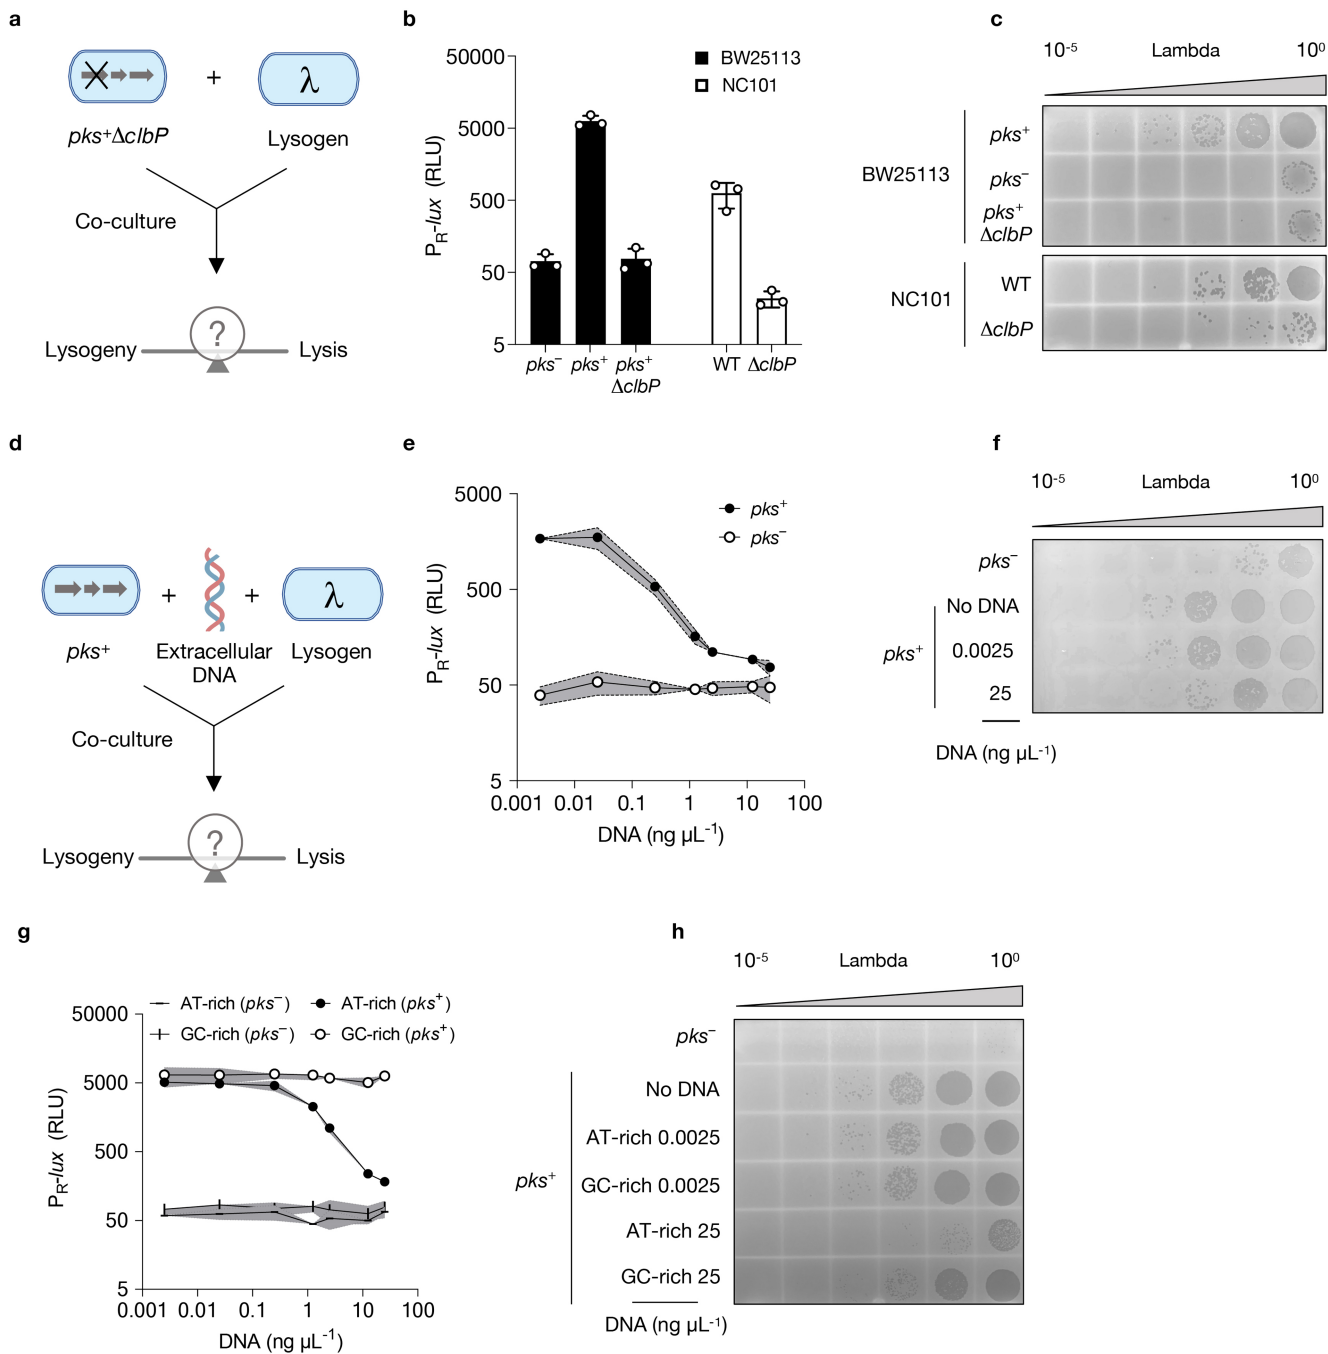 a
pks⁺ΔclbP
+
λ
Lysogen
Co-culture
?
Lysogeny
Lysis
b
50000
5000
500
50
5
P_R-lux (RLU)
BW25113
NC101
pks⁻
pks⁺
pks⁺
ΔclbP
WT
ΔclbP
c
10⁻⁵
Lambda
10⁰
BW25113
pks⁺
pks⁻
pks⁺
ΔclbP
NC101
WT
ΔclbP
d
+
+
λ
pks⁺
Extracellular
DNA
Lysogen
Co-culture
?
Lysogeny
Lysis
e
5000
500
50
5
P_R-lux (RLU)
pks⁺
pks⁻
0.001
0.01
0.1
1
10
100
DNA (ng µL⁻¹)
f
10⁻⁵
Lambda
10⁰
pks⁻
pks⁺
No DNA
0.0025
25
DNA (ng µL⁻¹)
g
AT-rich (pks⁻)
AT-rich (pks⁺)
GC-rich (pks⁻)
GC-rich (pks⁺)
50000
5000
500
50
5
P_R-lux (RLU)
0.001
0.01
0.1
1
10
100
DNA (ng µL⁻¹)
h
10⁻⁵
Lambda
10⁰
pks⁻
pks⁺
No DNA
AT-rich 0.0025
GC-rich 0.0025
AT-rich 25
GC-rich 25
DNA (ng µL⁻¹)